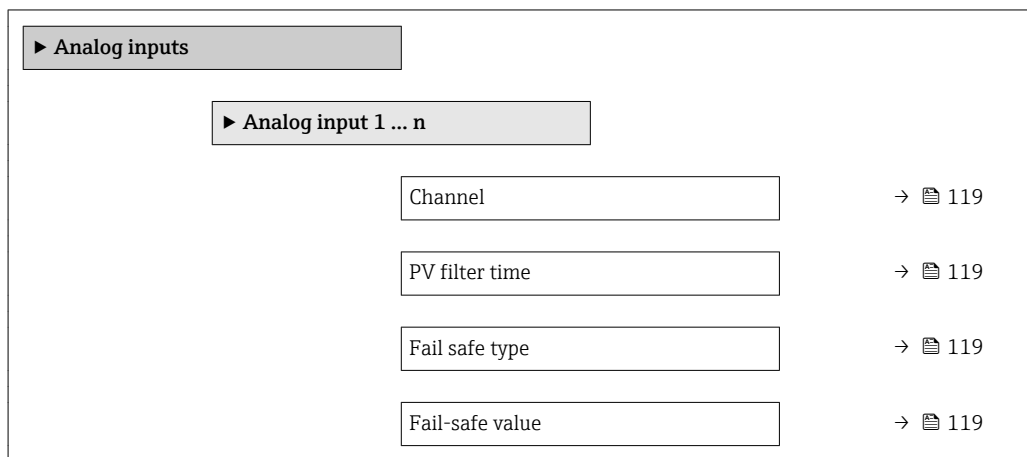 ▶ Analog inputs
▶ Analog input 1 ... n
Channel → 119
PV filter time → 119
Fail safe type → 119
Fail-safe value → 119